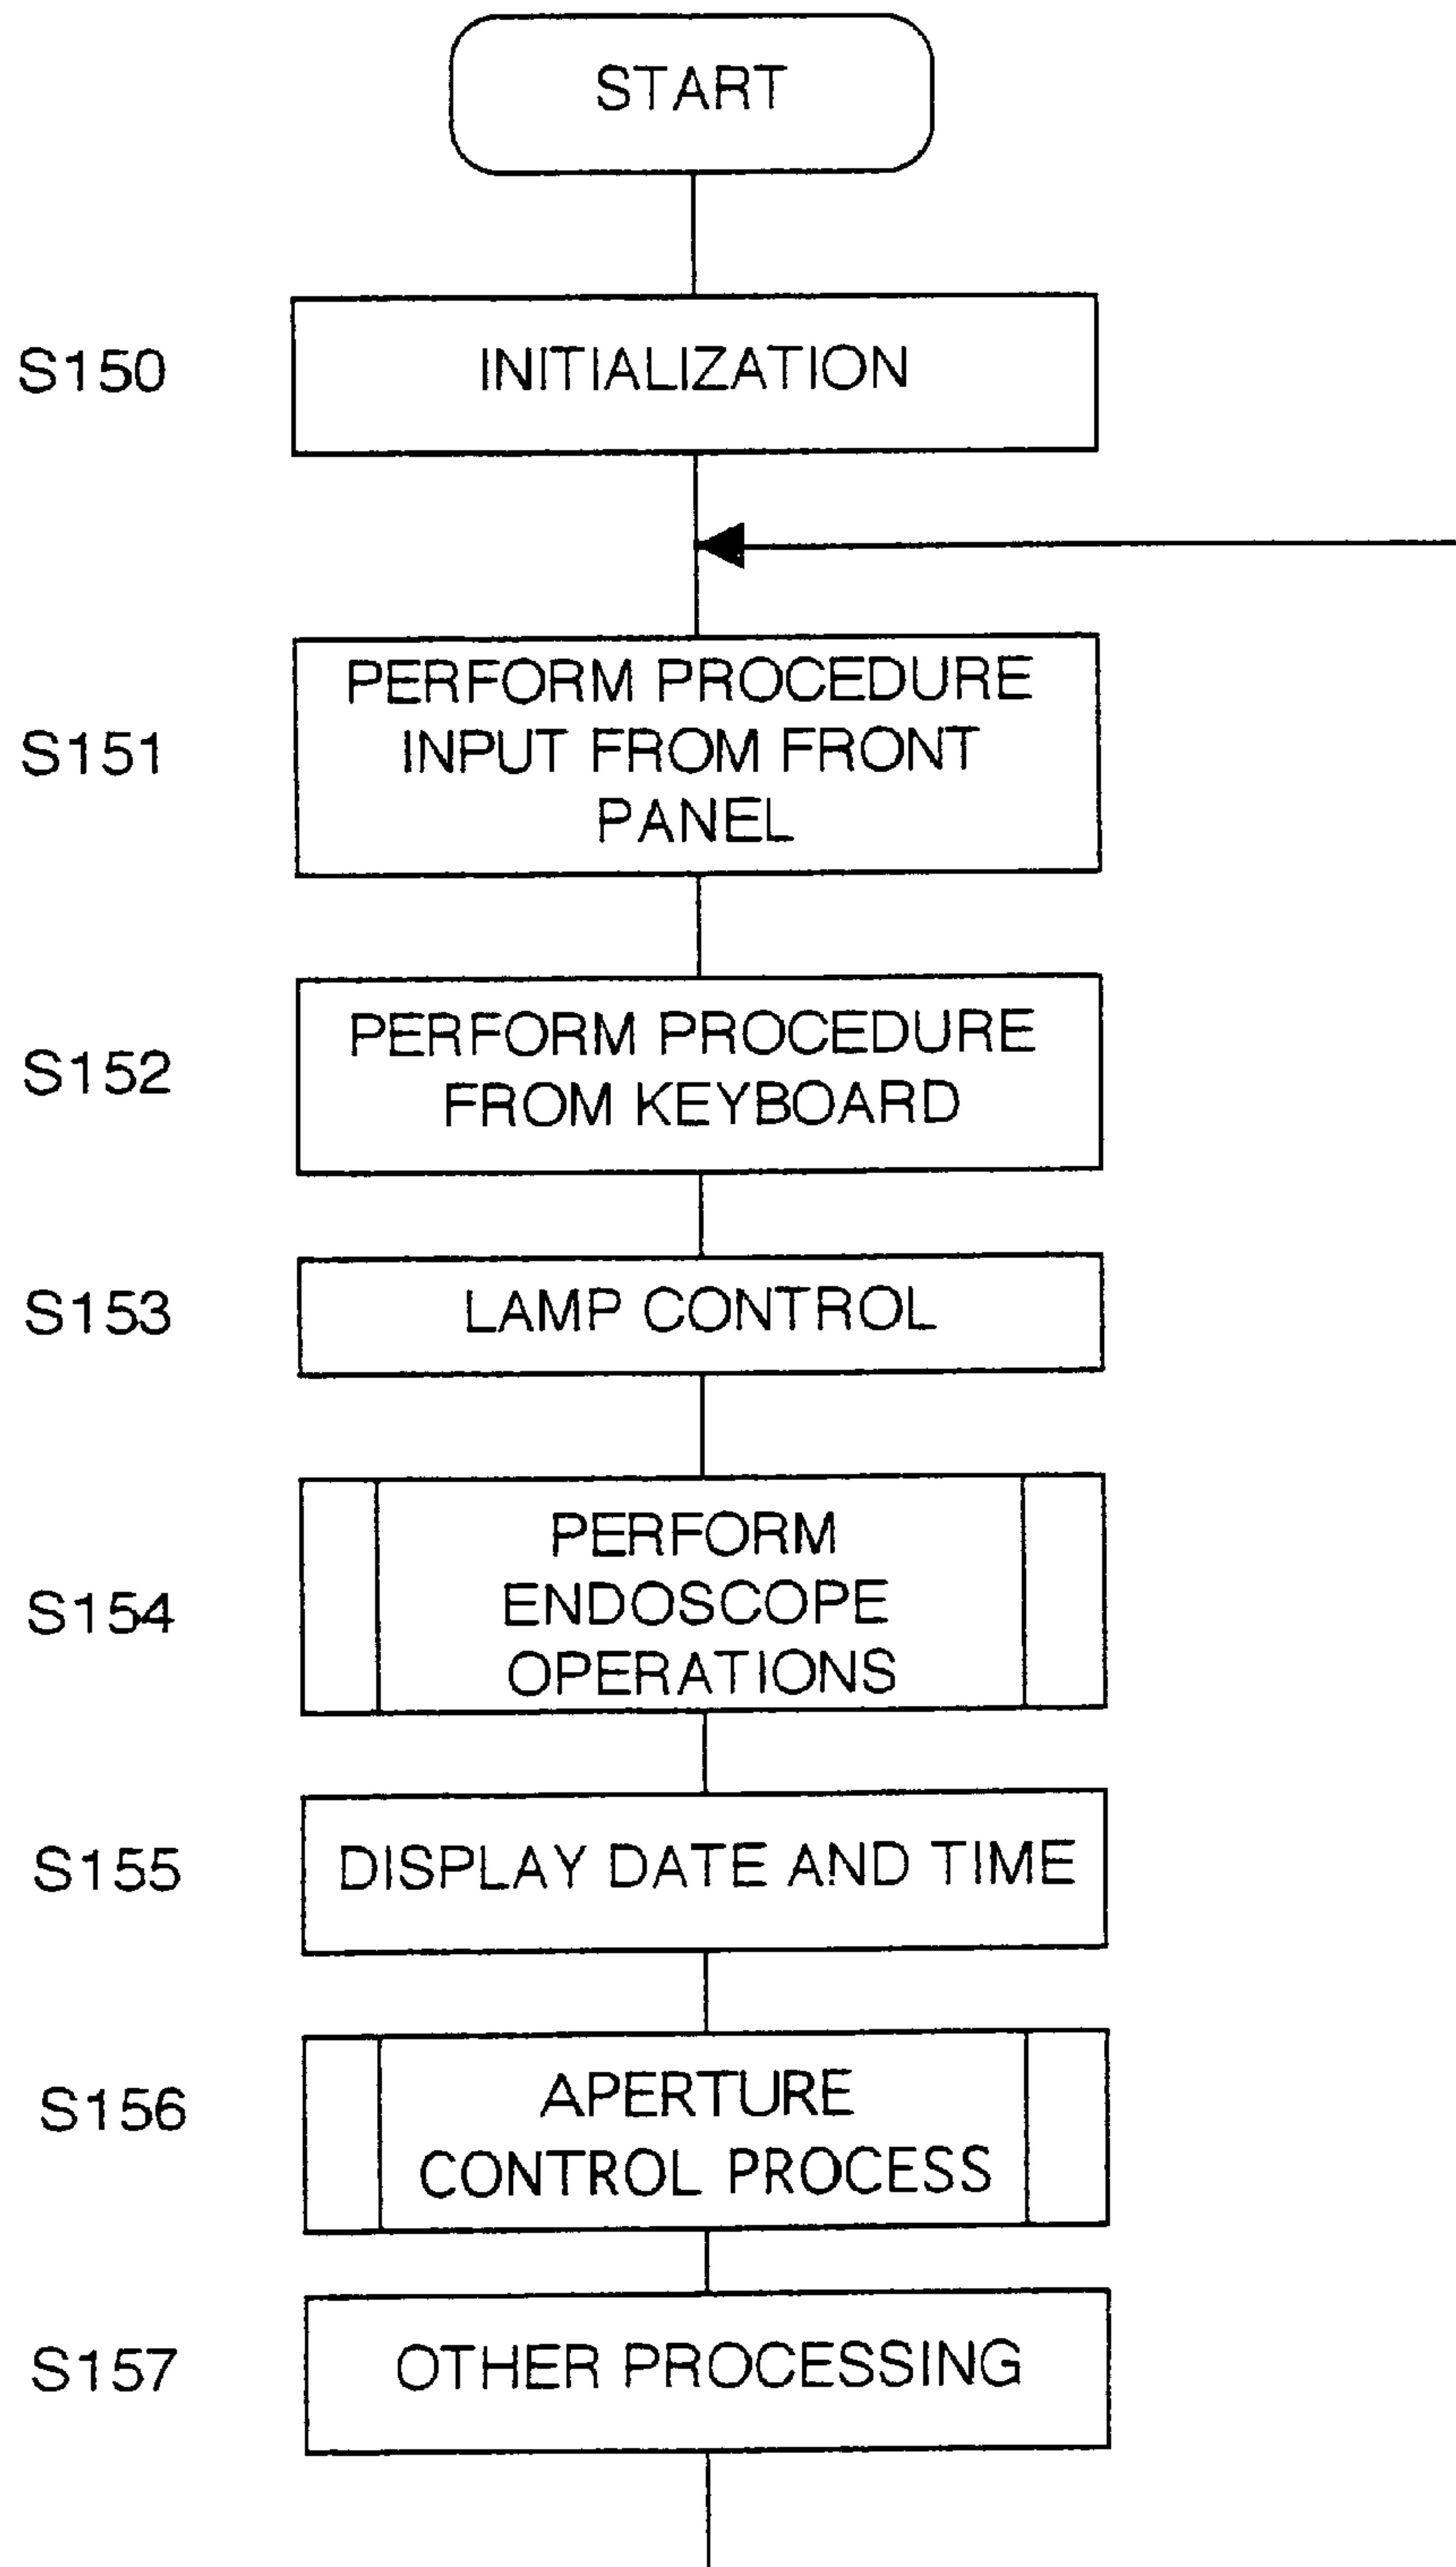 START
S150
INITIALIZATION
S151
PERFORM PROCEDURE
INPUT FROM FRONT
PANEL
S152
PERFORM PROCEDURE
FROM KEYBOARD
S153
LAMP CONTROL
S154
PERFORM
ENDOSCOPE
OPERATIONS
S155
DISPLAY DATE AND TIME
S156
APERTURE
CONTROL PROCESS
S157
OTHER PROCESSING